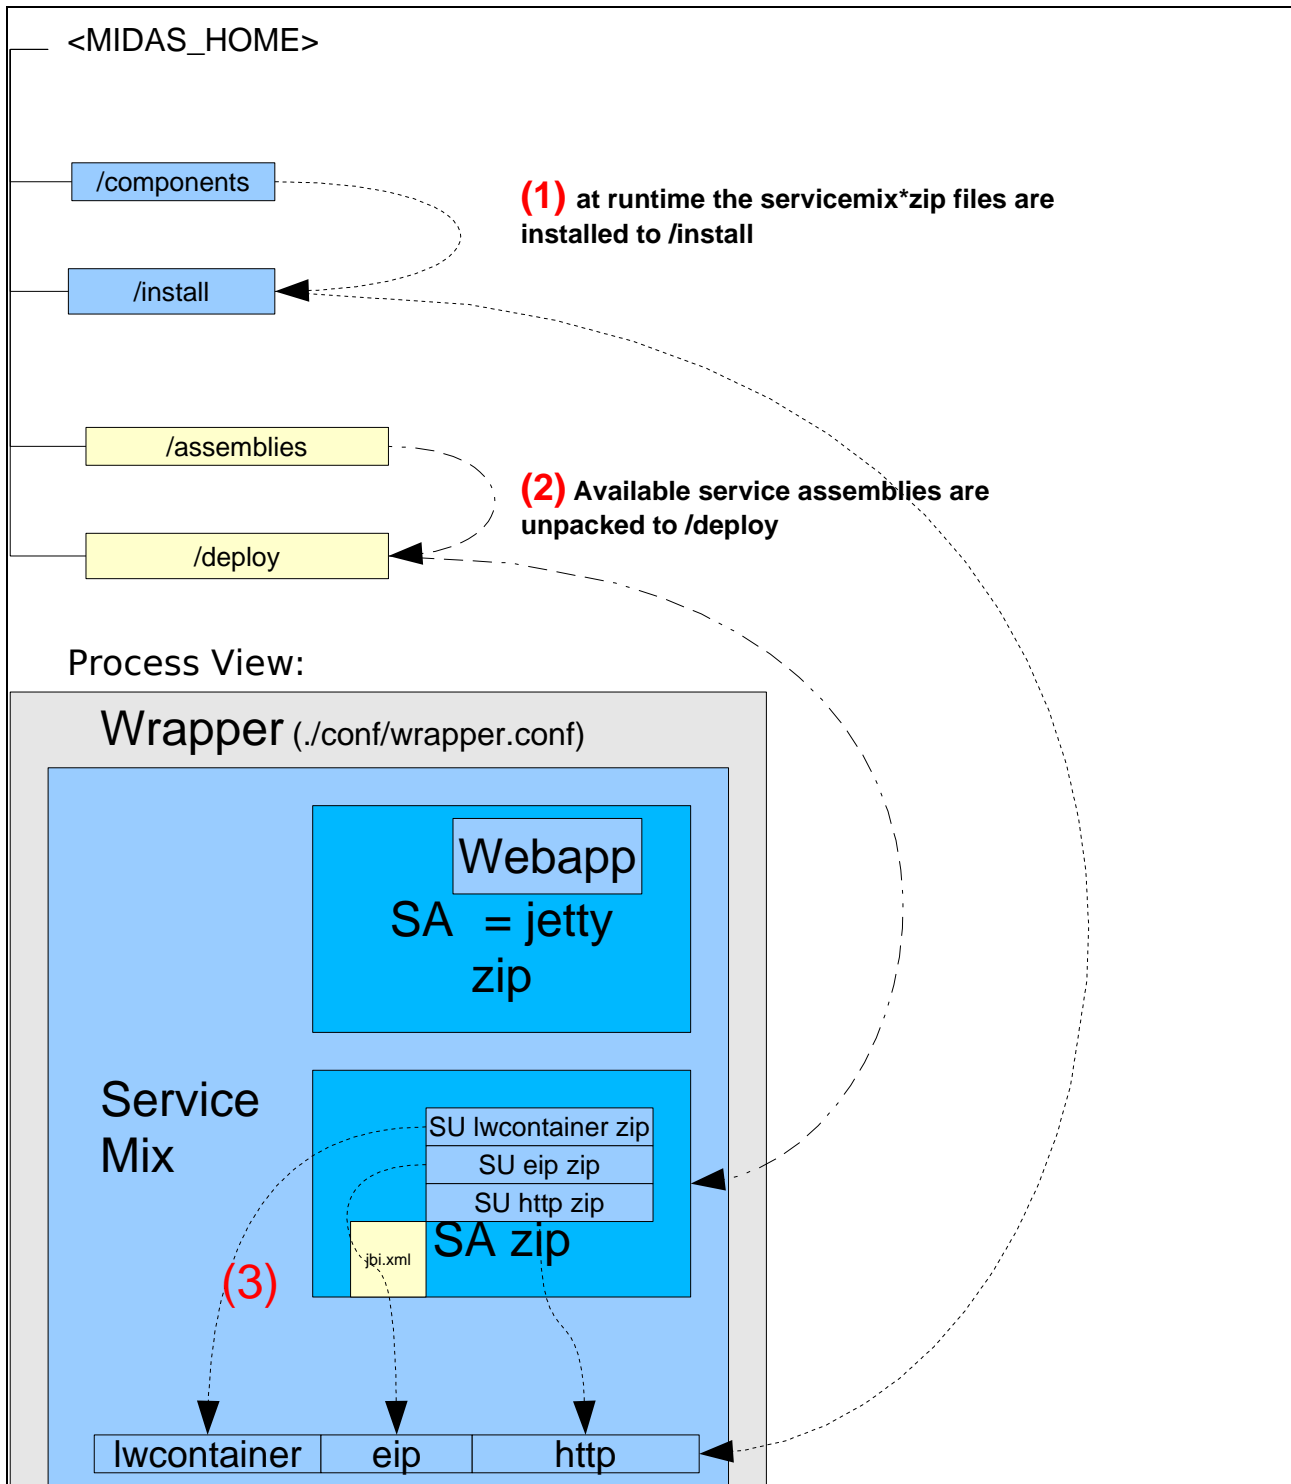 <MIDAS_HOME>
/components
(1) at runtime the servicemix*zip files are
installed to /install
/install
/assemblies
(2) Available service assemblies are
unpacked to /deploy
/deploy
Process View:
Wrapper (./conf/wrapper.conf)
Webapp
SA = jetty
zip
Service
Mix
SU lwcontainer zip
SU eip zip
SU http zip
SA zip
jbi.xml
(3)
lwcontainer
eip
http